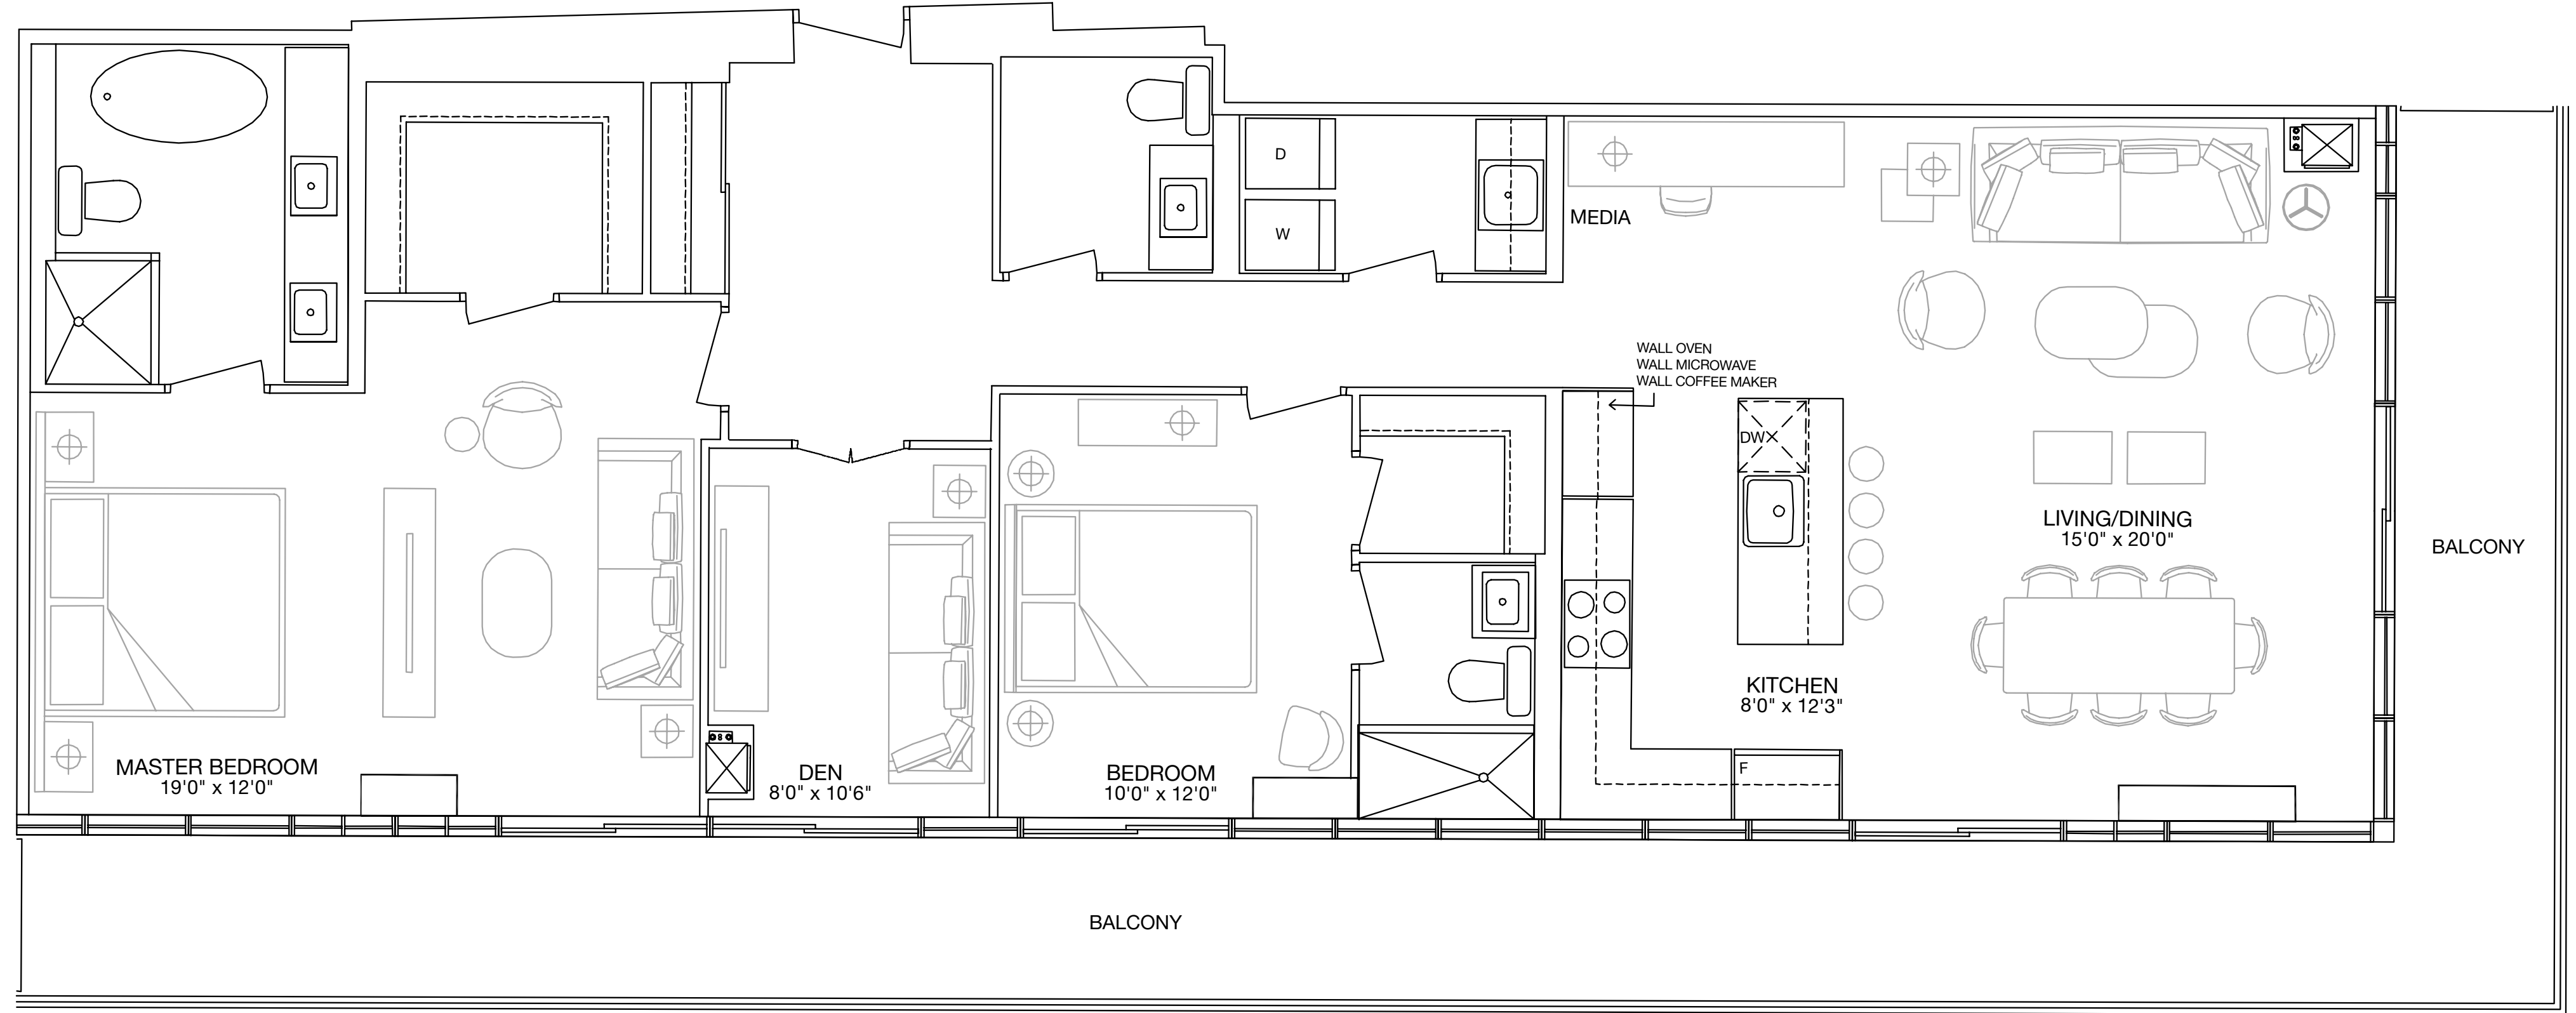 D
W
MEDIA
WALL OVEN
WALL MICROWAVE
WALL COFFEE MAKER
DW
LIVING/DINING
15'0" x 20'0"
BALCONY
KITCHEN
8'0" x 12'3"
F
MASTER BEDROOM
19'0" x 12'0"
DEN
8'0" x 10'6"
BEDROOM
10'0" x 12'0"
BALCONY